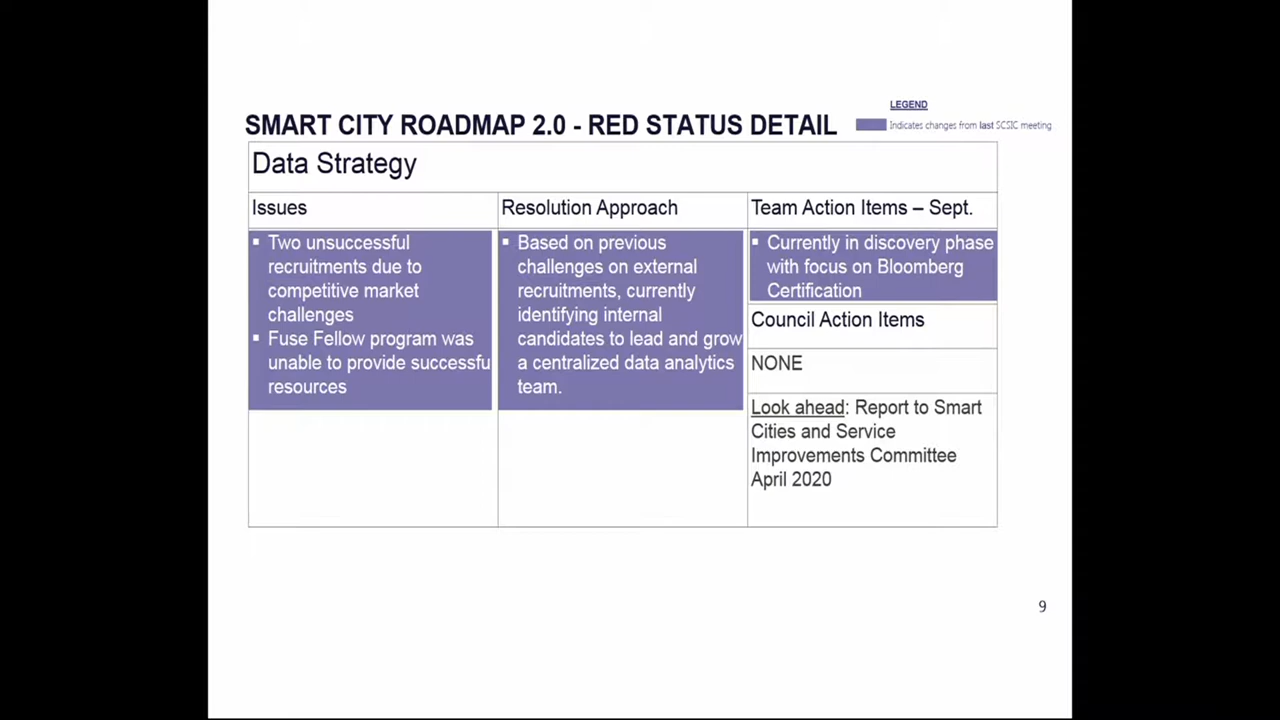 LEGEND
SMART CITY ROADMAP 2.0 - RED STATUS DETAIL
Indicates changes from last SCSIC meeting
Data Strategy
Issues
Resolution Approach
Team Action Items – Sept.
▪ Two unsuccessful
recruitments due to
competitive market
challenges
▪ Fuse Fellow program was
unable to provide successfu
resources
▪ Based on previous
challenges on external
recruitments, currently
identifying internal
candidates to lead and grow
a centralized data analytics
team.
▪ Currently in discovery phase
with focus on Bloomberg
Certification
Council Action Items
NONE
Look ahead: Report to Smart
Cities and Service
Improvements Committee
April 2020
9